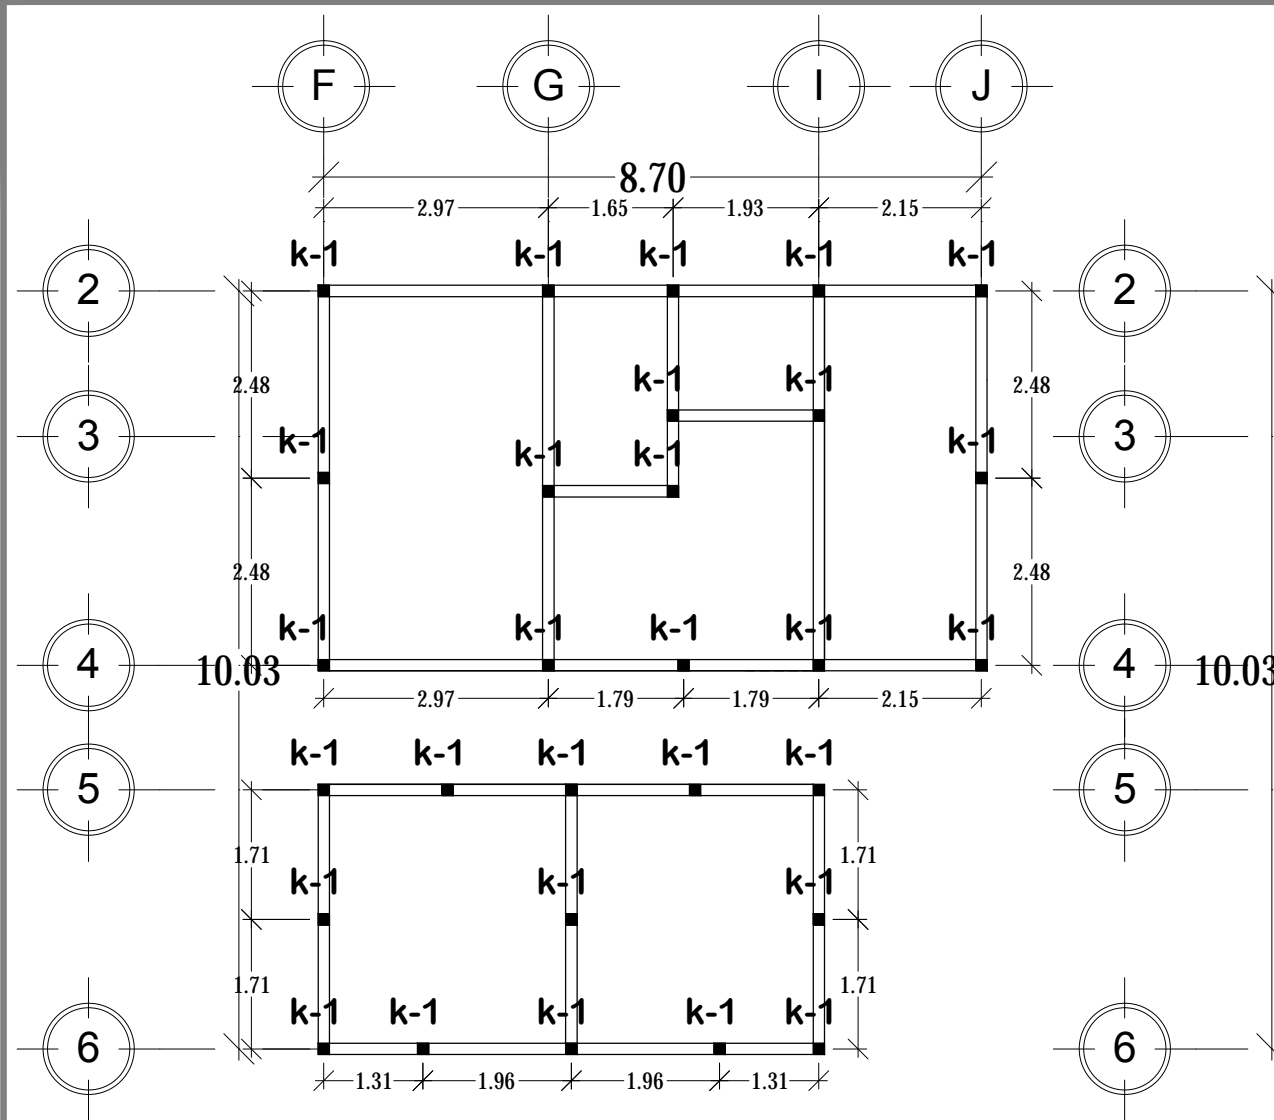 F G I J
8.70
2.97 1.65 1.93 2.15
k-1 k-1 k-1 k-1 k-1
2 2
2.48 k-1 k-1 2.48
3 k-1 k-1 3
k-1 k-1
2.48 2.48
k-1 k-1 k-1 k-1 k-1
4 10.03 4 10.03
2.97 1.79 1.79 2.15
k-1 k-1 k-1 k-1 k-1
5 5
1.71 1.71
k-1 k-1 k-1
1.71 1.71
k-1 k-1 k-1 k-1 k-1
6 6
1.31 1.96 1.96 1.31